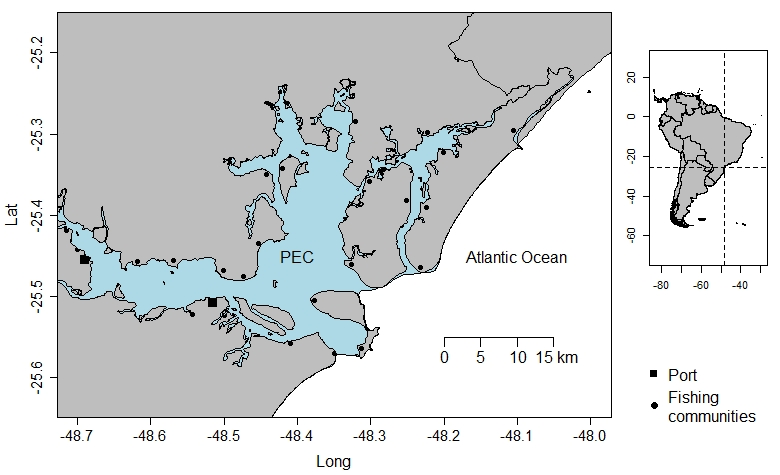 -25.2
-25.3
-25.4
-25.5
-25.6
Lat
PEC
Atlantic Ocean
0 5 10 15 km
-48.7 -48.6 -48.5 -48.4 -48.3 -48.2 -48.1 -48.0
Long
20
0
-20
-40
-60
-80 -60 -40
Port
Fishing
communities